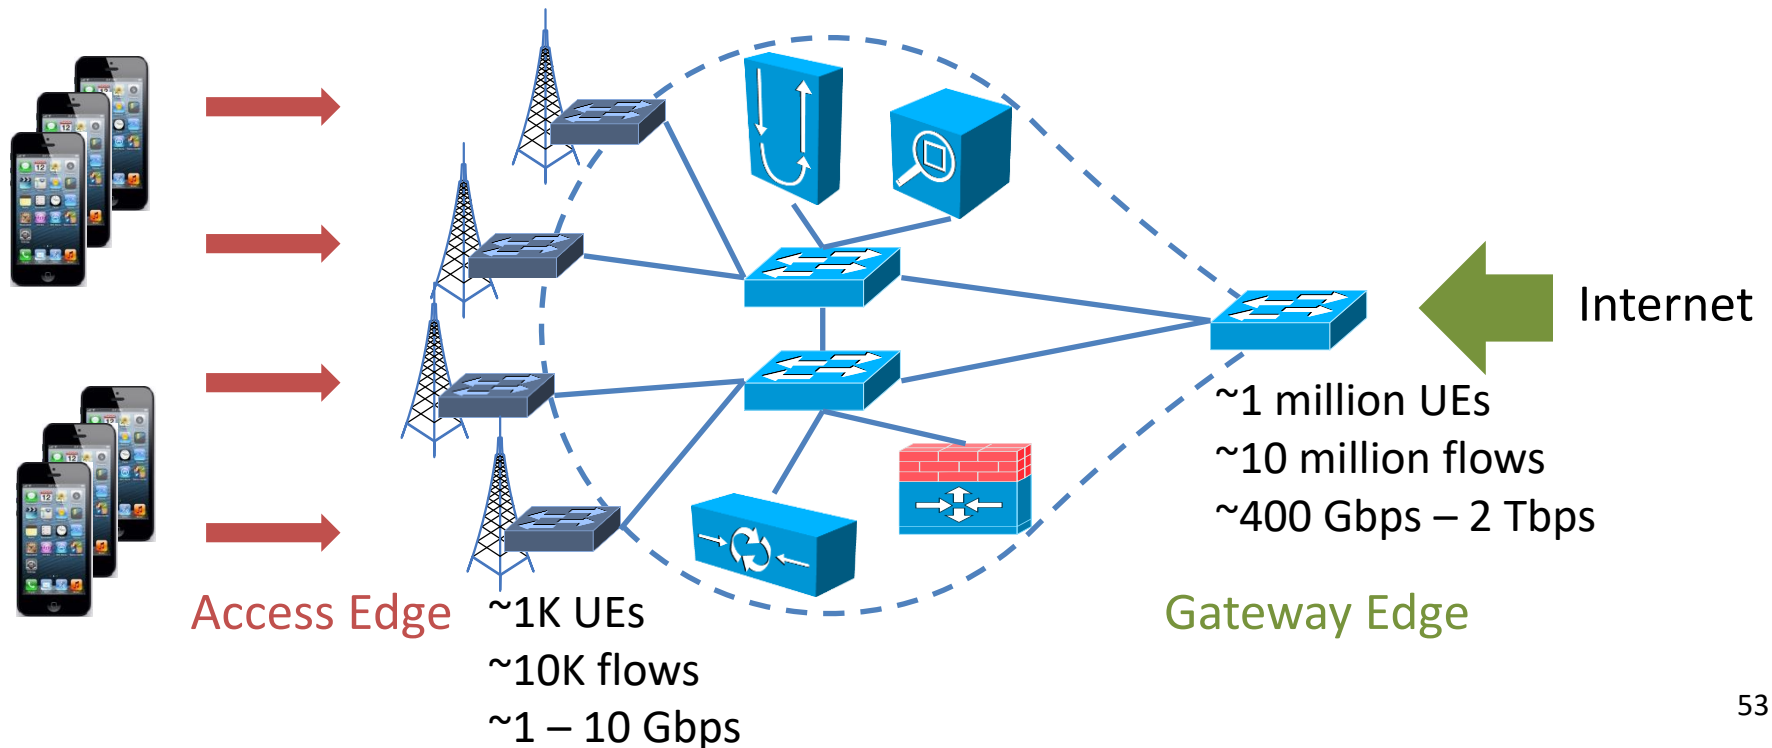 Internet
~1 million UEs
~10 million flows
~400 Gbps – 2 Tbps
Access Edge
~1K UEs
~10K flows
~1 – 10 Gbps
Gateway Edge
53